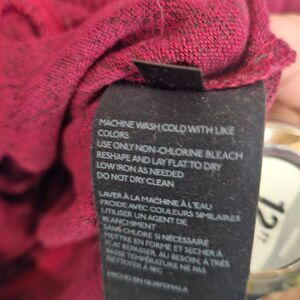 MACHINE WASH COLD WITH LIKE
COLORS
USE ONLY NON-CHLORINE BLEACH
RESHAPE AND LAY FLAT TO DRY
LOW IRON AS NEEDED
DO NOT DRY CLEAN
LAVER À LA MACHINE À L'EAU
FROIDE AVEC COULEURS SIMILAIRES
UTILISER UN AGENT DE
BLANCHIMENT
SANS CHLORE SI NÉCESSAIRE
METTRE EN FORME ET SÉCHER À
PLAT REPASSER, AU BESOIN, À TRÈS
BASSE TEMPÉRATURE NE PAS
NETTOYER À SEC
HECHO EN GUATEMALA
12